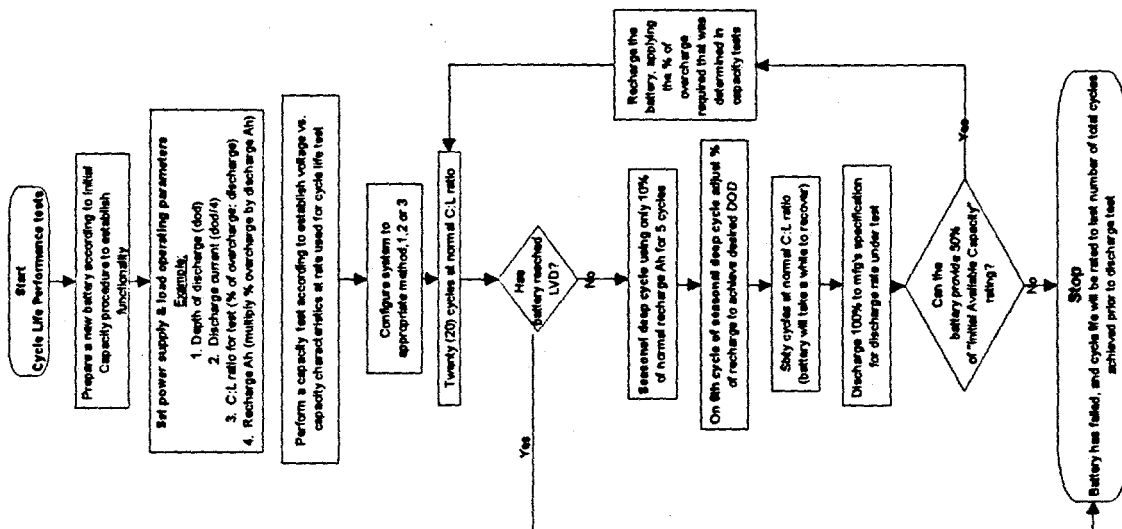 Start
Cycle Life Performance tests
Prepare a new battery according to Initial
Capacity procedure to establish
functionality
Set power supply & load operating parameters
Example:
1. Depth of discharge (dod)
2. Discharge current (dod/4)
3. C:L ratio for test (% of overcharge: discharge)
4. Recharge Ah (multiply % overcharge by discharge Ah)
Perform a capacity test according to establish voltage vs.
capacity characteristics at rate used for cycle life test
Configure system to
appropriate method,1, 2 or 3
Twenty (20) cycles at normal C:L ratio
Has
battery reached
LVD?
Yes
No
Seasonal deep cycle using only 10%
of normal recharge Ah for 5 cycles
On 6th cycle of seasonal deep cycle adjust %
of recharge to achieve desired DOD
Sixty cycles at normal C:L ratio
(battery will take a while to recover)
Discharge 100% to mfg's specification
for discharge rate under test
Can the
battery provide 50%
of "Initial Available Capacity"
rating?
Yes
No
Recharge the
battery, applying
the % of
overcharge
required that was
determined in
capacity tests
Stop
Battery has failed, and cycle life will be rated to test number of total cycles
achieved prior to discharge test